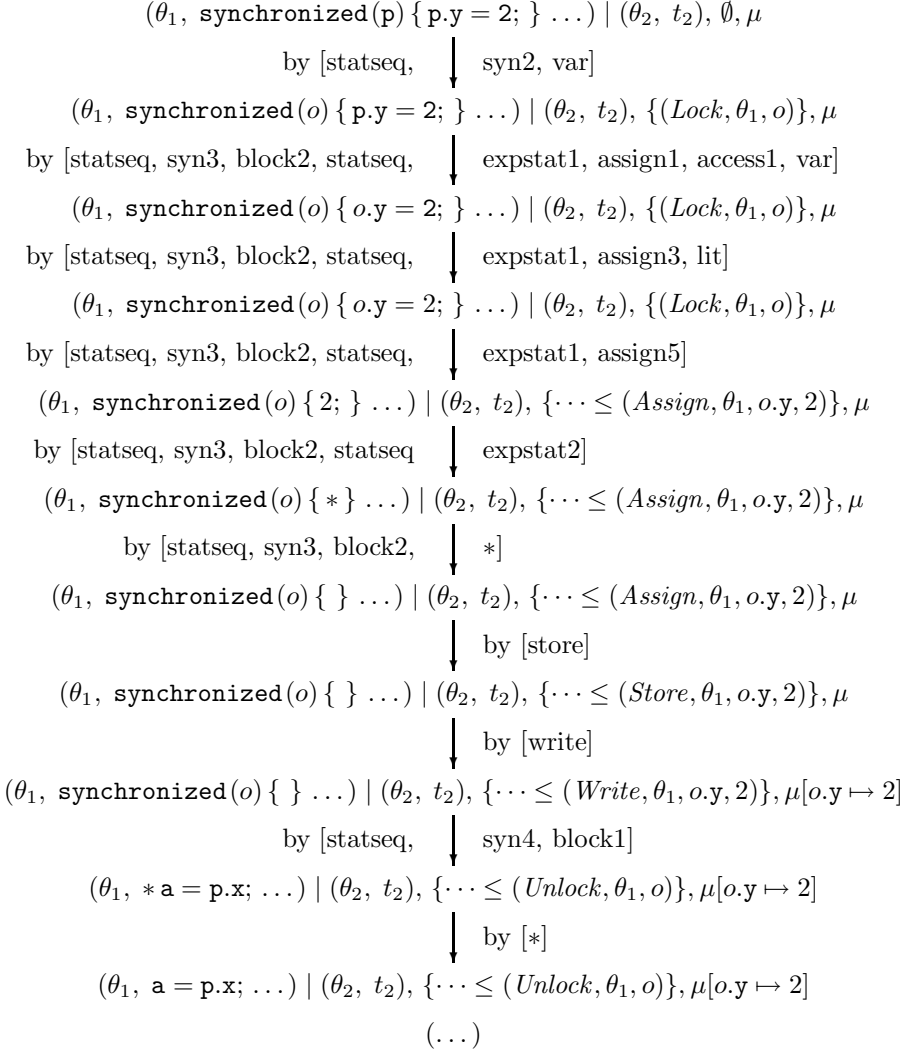 (θ₁, synchronized(p) { p.y = 2; } ...) | (θ₂, t₂), ∅, μ
by [statseq, syn2, var]
(θ₁, synchronized(o) { p.y = 2; } ...) | (θ₂, t₂), {(Lock, θ₁, o)}, μ
by [statseq, syn3, block2, statseq, expstat1, assign1, access1, var]
(θ₁, synchronized(o) { o.y = 2; } ...) | (θ₂, t₂), {(Lock, θ₁, o)}, μ
by [statseq, syn3, block2, statseq, expstat1, assign3, lit]
(θ₁, synchronized(o) { o.y = 2; } ...) | (θ₂, t₂), {(Lock, θ₁, o)}, μ
by [statseq, syn3, block2, statseq, expstat1, assign5]
(θ₁, synchronized(o) { 2; } ...) | (θ₂, t₂), {··· ≤ (Assign, θ₁, o.y, 2)}, μ
by [statseq, syn3, block2, statseq expstat2]
(θ₁, synchronized(o) { * } ...) | (θ₂, t₂), {··· ≤ (Assign, θ₁, o.y, 2)}, μ
by [statseq, syn3, block2, *]
(θ₁, synchronized(o) { } ...) | (θ₂, t₂), {··· ≤ (Assign, θ₁, o.y, 2)}, μ
by [store]
(θ₁, synchronized(o) { } ...) | (θ₂, t₂), {··· ≤ (Store, θ₁, o.y, 2)}, μ
by [write]
(θ₁, synchronized(o) { } ...) | (θ₂, t₂), {··· ≤ (Write, θ₁, o.y, 2)}, μ[o.y ↦ 2]
by [statseq, syn4, block1]
(θ₁, * a = p.x; ...) | (θ₂, t₂), {··· ≤ (Unlock, θ₁, o)}, μ[o.y ↦ 2]
by [*]
(θ₁, a = p.x; ...) | (θ₂, t₂), {··· ≤ (Unlock, θ₁, o)}, μ[o.y ↦ 2]
(...)